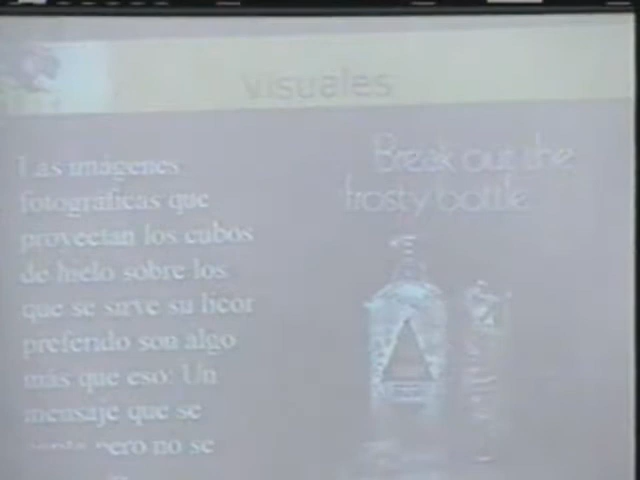 visuales
Las imágenes
fotográficas que
proyectan los cubos
de hielo sobre los
que se sirve su licor
preferido son algo
más que eso: Un
mensaje que se
pero no se
Break out the
frosty bottle